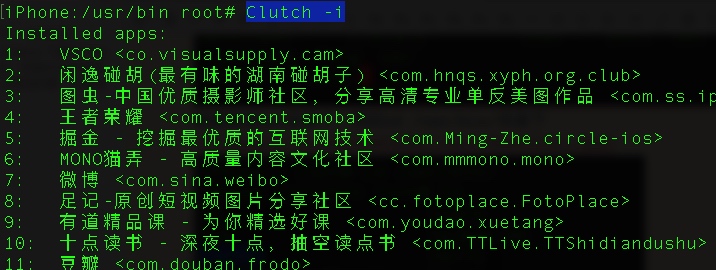 iPhone:/usr/bin root# Clutch -i
Installed apps:
1: VSCO <co.visualsupply.cam>
2: 闲逸碰胡(最有味的湖南碰胡子) <com.hnqs.xyph.org.club>
3: 图虫-中国优质摄影师社区, 分享高清专业单反美图作品 <com.ss.ip
4: 王者荣耀 <com.tencent.smoba>
5: 掘金 - 挖掘最优质的互联网技术 <com.Ming-Zhe.circle-ios>
6: MONO猫弄 - 高质量内容文化社区 <com.mmmono.mono>
7: 微博 <com.sina.weibo>
8: 足记-原创短视频图片分享社区 <cc.fotoplace.FotoPlace>
9: 有道精品课 - 为你精选好课 <com.youdao.xuetang>
10: 十点读书 - 深夜十点, 抽空读点书 <com.TTLive.TTShidiandushu>
11: 豆瓣 <com.douban.frodo>